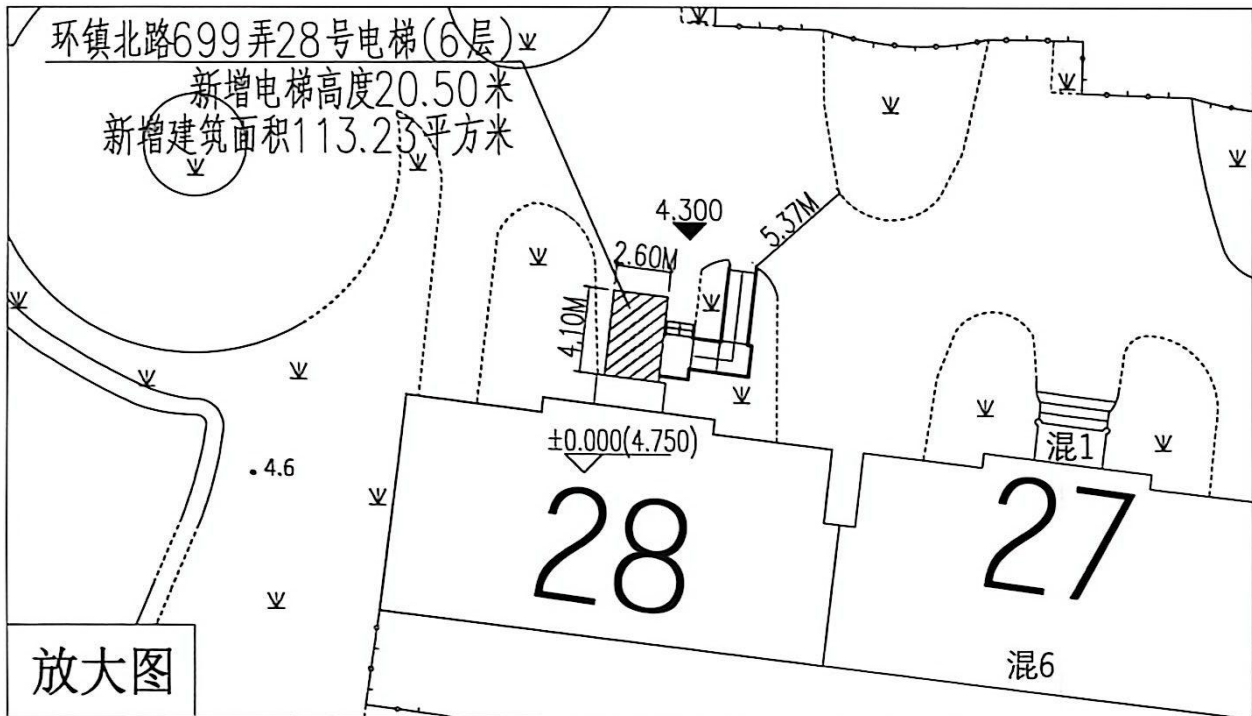 环镇北路699弄28号电梯(6层)
新增电梯高度20.50米
新增建筑面积113.23平方米
4.300
5.37M
2.60M
4.10M
±0.000(4.750)
混1
4.6
28
27
混6
放大图